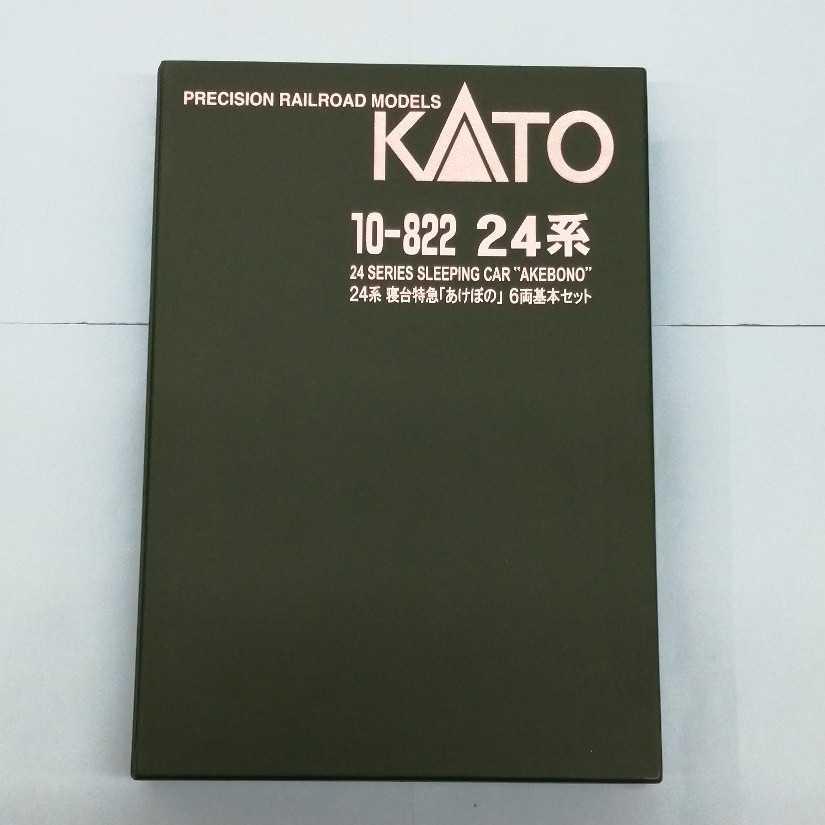 PRECISION RAILROAD MODELS
KATO
10-822 24系
24 SERIES SLEEPING CAR "AKEBONO"
24系 寝台特急「あけぼの」 6両基本セット